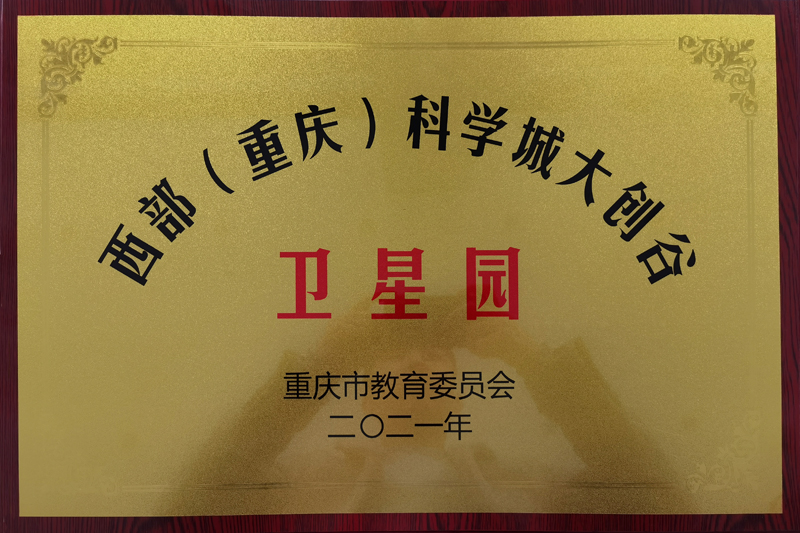 西部（重庆）科学城大创谷
卫星园
重庆市教育委员会
二〇二一年